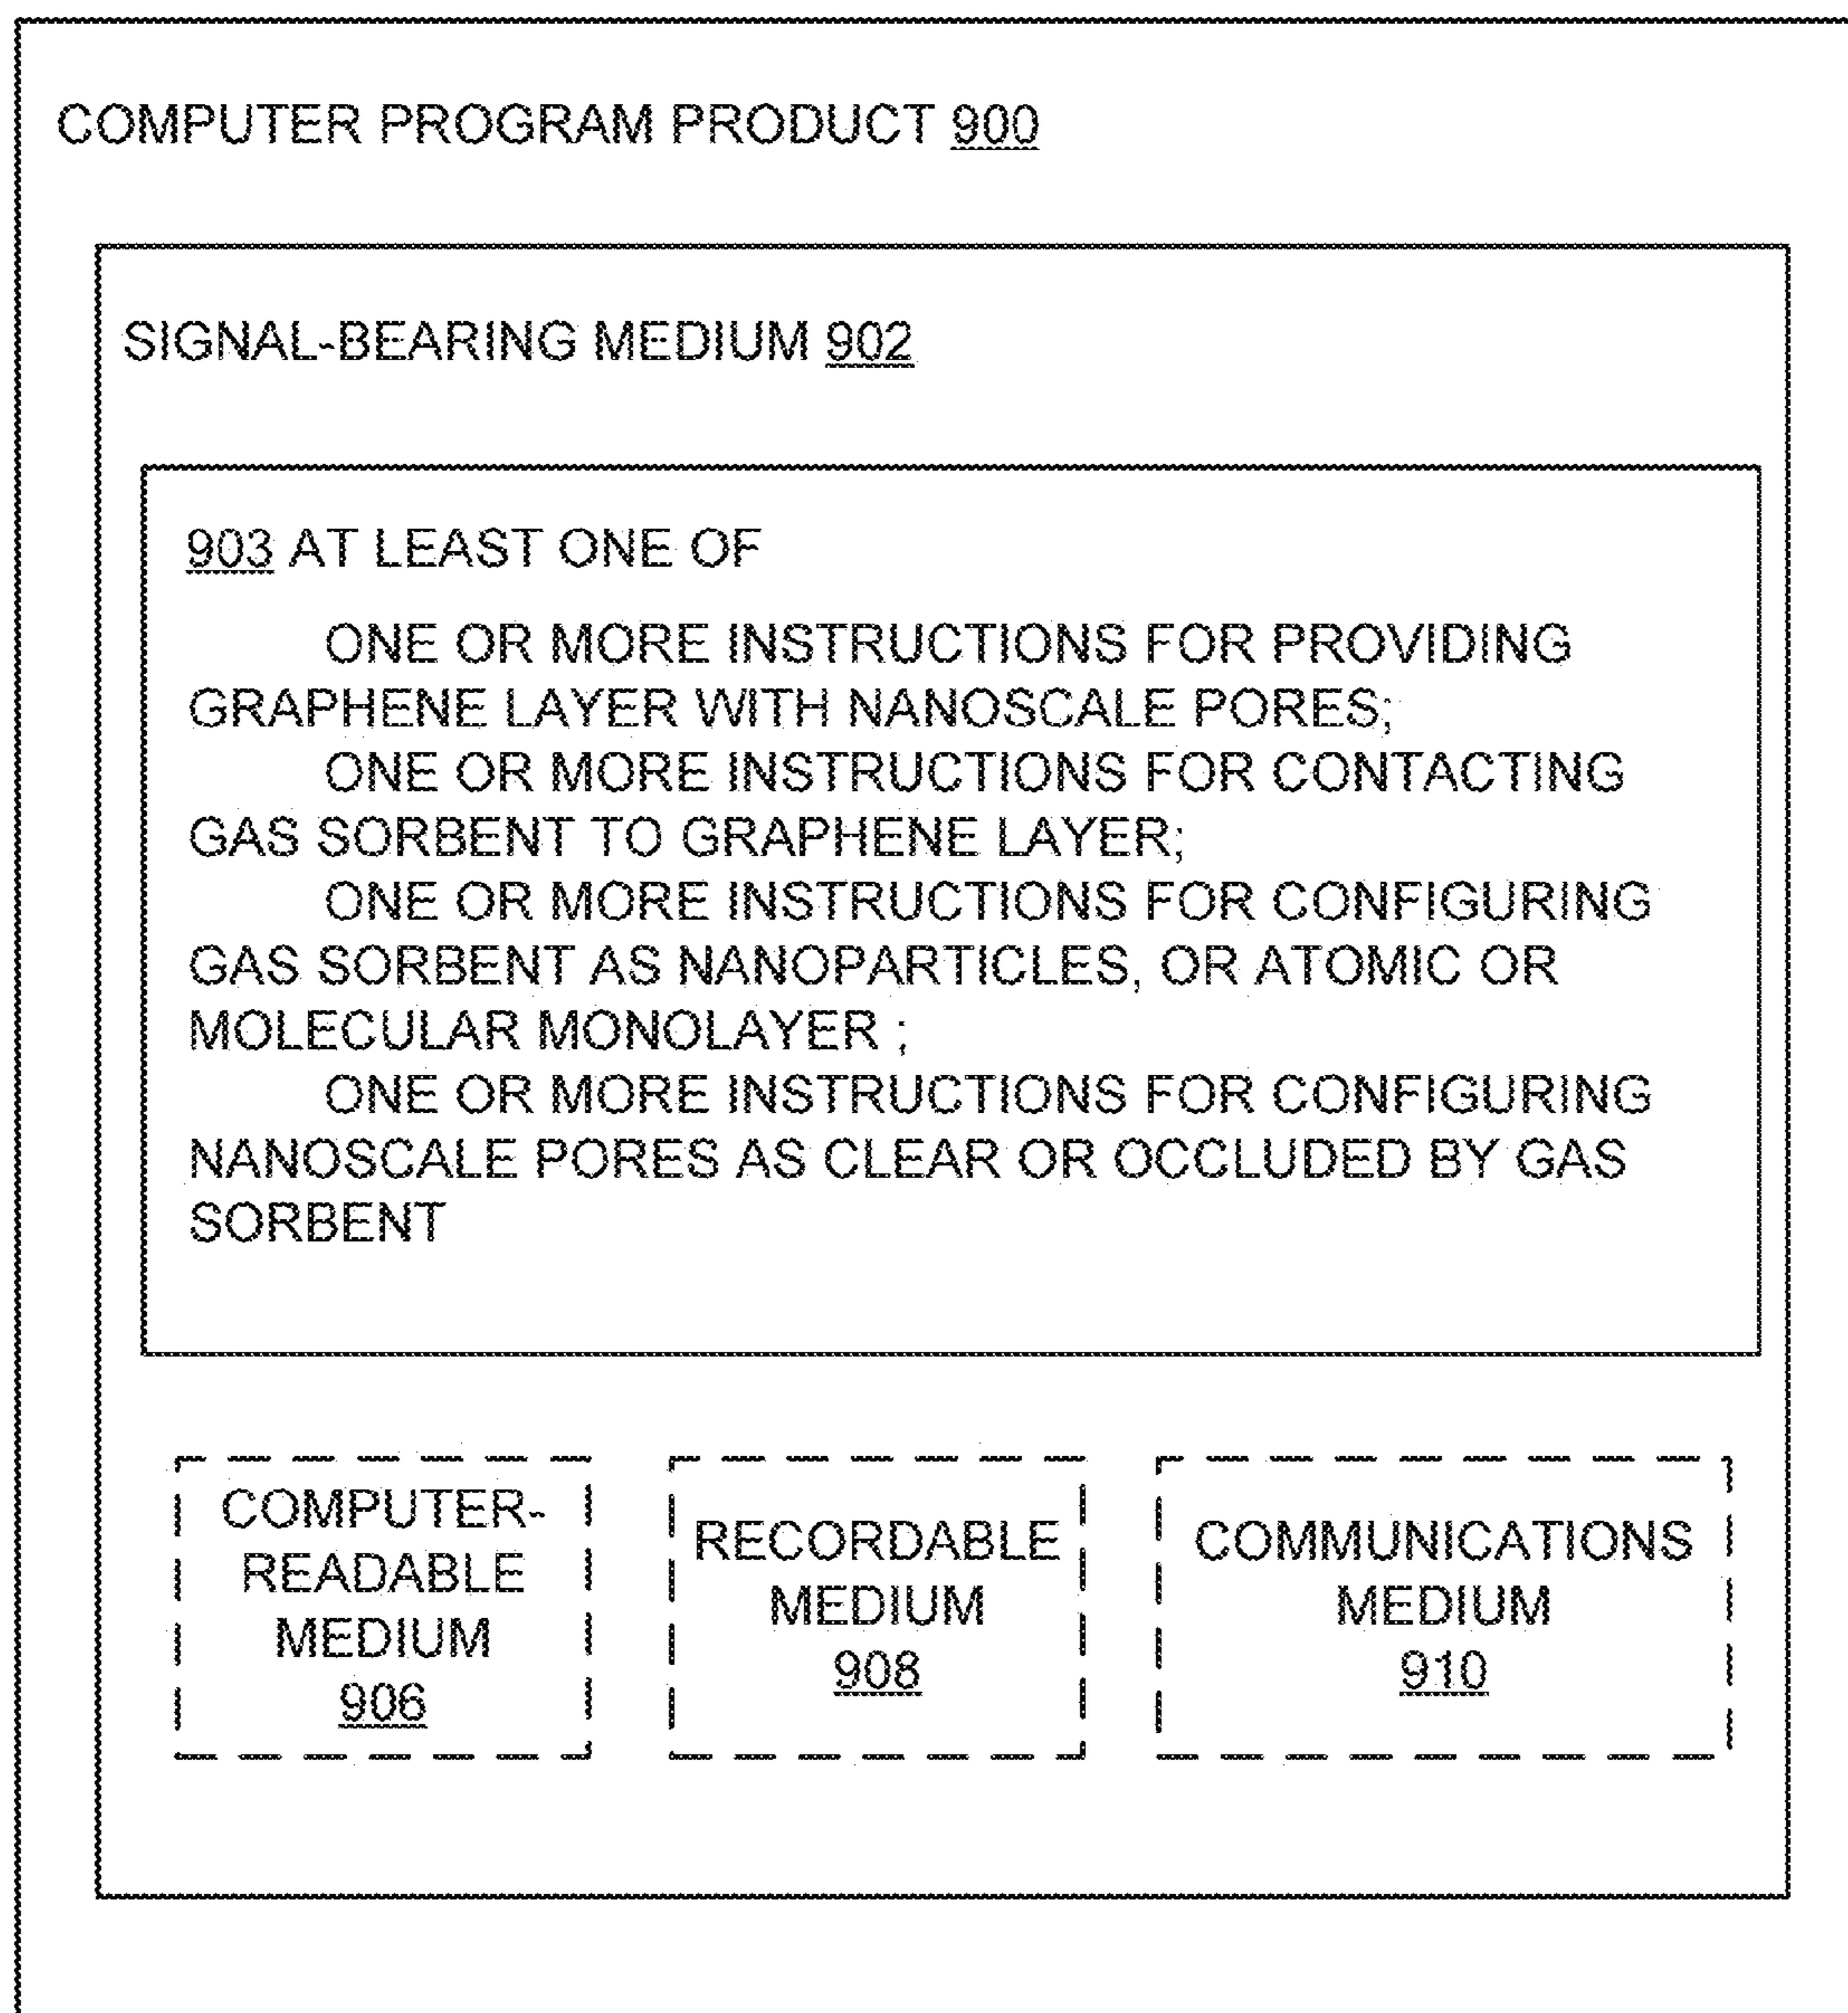 COMPUTER PROGRAM PRODUCT 900
SIGNAL-BEARING MEDIUM 902
903 AT LEAST ONE OF
ONE OR MORE INSTRUCTIONS FOR PROVIDING
GRAPHENE LAYER WITH NANOSCALE PORES;
ONE OR MORE INSTRUCTIONS FOR CONTACTING
GAS SORBENT TO GRAPHENE LAYER;
ONE OR MORE INSTRUCTIONS FOR CONFIGURING
GAS SORBENT AS NANOPARTICLES, OR ATOMIC OR
MOLECULAR MONOLAYER ;
ONE OR MORE INSTRUCTIONS FOR CONFIGURING
NANOSCALE PORES AS CLEAR OR OCCLUDED BY GAS
SORBENT
COMPUTER-
READABLE
MEDIUM
906
RECORDABLE
MEDIUM
908
COMMUNICATIONS
MEDIUM
910